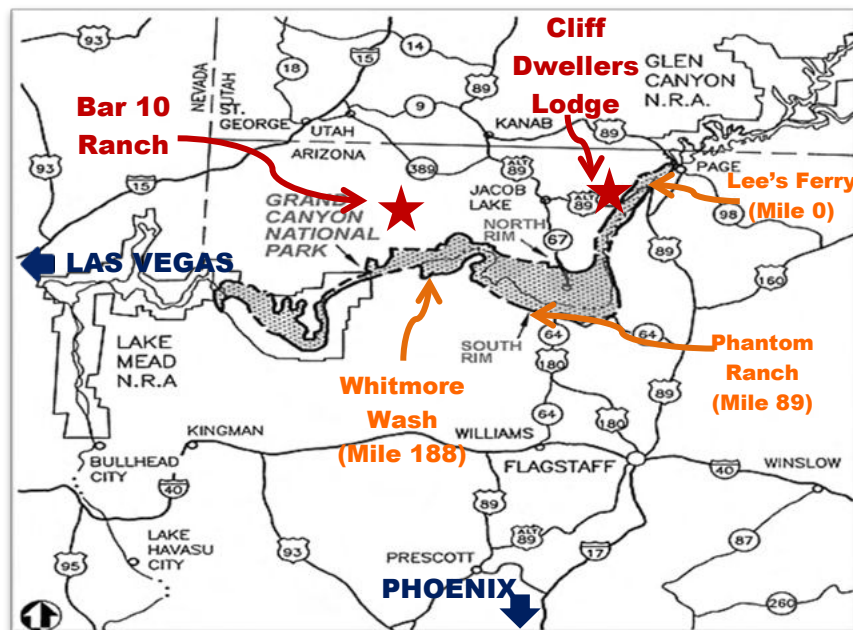 93
18
14
15
89
Cliff
Dwellers
Lodge
GLEN
CANYON
N.R.A.
NEVADA
UTAH
ST.
GEORGE
9
KANAB
89
Bar 10
Ranch
UTAH
ARIZONA
389
ALT
89
PAGE
93
15
JACOB
LAKE
ALT
89
Lee's Ferry
(Mile 0)
98
GRAND
CANYON
NATIONAL
PARK
NORTH
RIM
67
89
LAS VEGAS
160
LAKE
MEAD
N.R.A
SOUTH
RIM
64
64
180
Phantom
Ranch
(Mile 89)
Whitmore
Wash
(Mile 188)
89
64
180
KINGMAN
WILLIAMS
BULLHEAD
CITY
FLAGSTAFF
WINSLOW
40
40
LAKE
HAVASU
CITY
95
93
89
ALT
89
17
87
PRESCOTT
PHOENIX
260